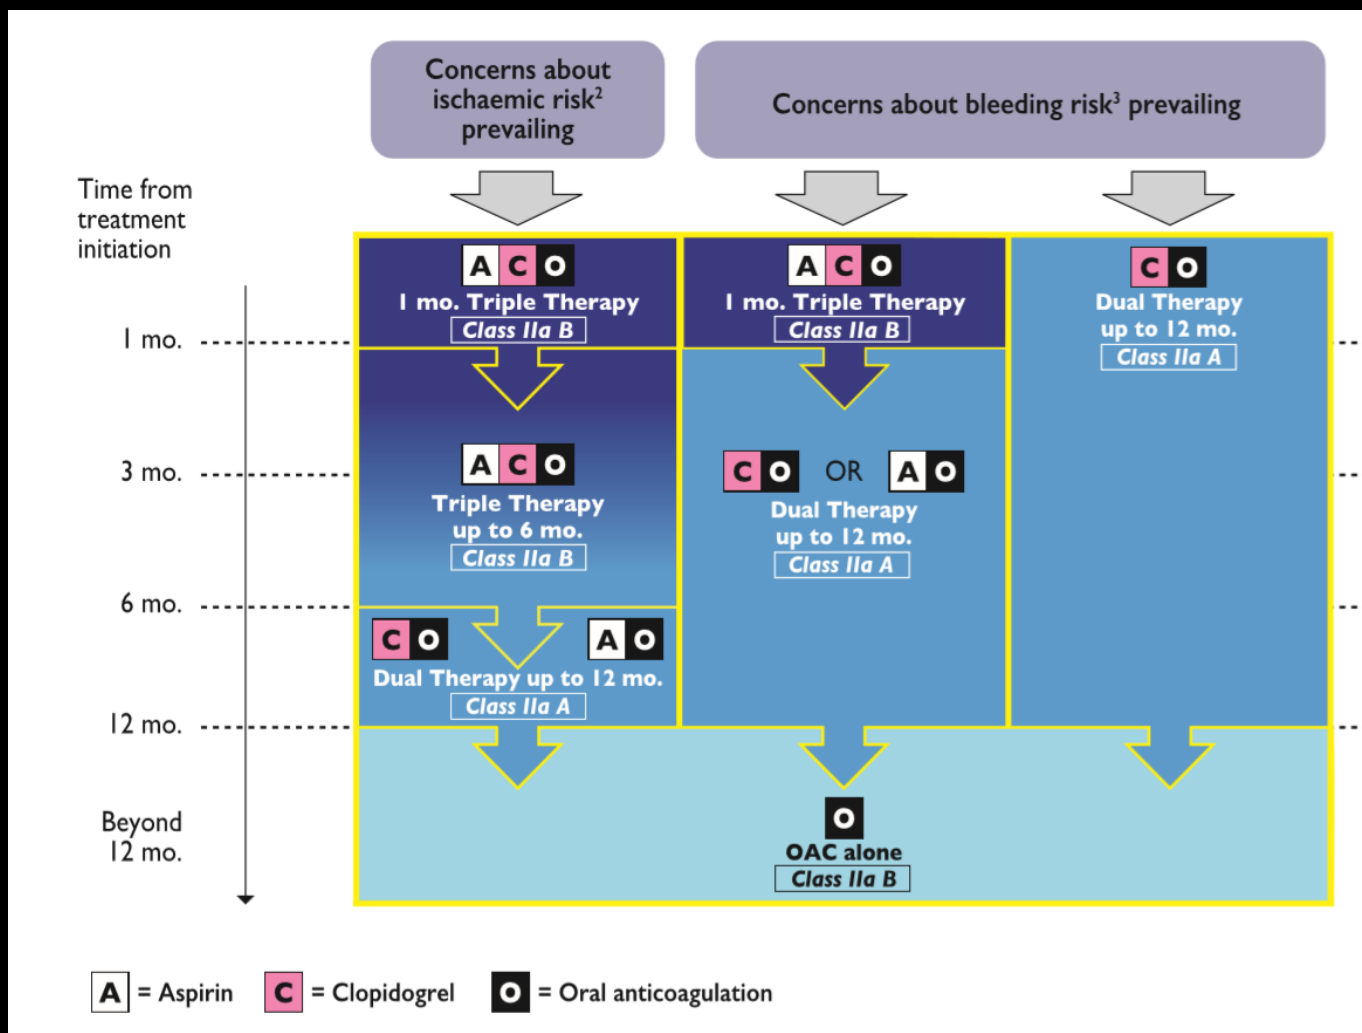 Concerns about
ischaemic risk2
prevailing
Concerns about bleeding risk3 prevailing
Time from
treatment
initiation
A C O
1 mo. Triple Therapy
Class IIa B
A C O
1 mo. Triple Therapy
Class IIa B
C O
Dual Therapy
up to 12 mo.
Class IIa A
1 mo.
3 mo.
A C O
Triple Therapy
up to 6 mo.
Class IIa B
C O OR A O
Dual Therapy
up to 12 mo.
Class IIa A
6 mo.
C O A O
Dual Therapy up to 12 mo.
Class IIa A
12 mo.
Beyond
12 mo.
O
OAC alone
Class IIa B
A = Aspirin C = Clopidogrel O = Oral anticoagulation